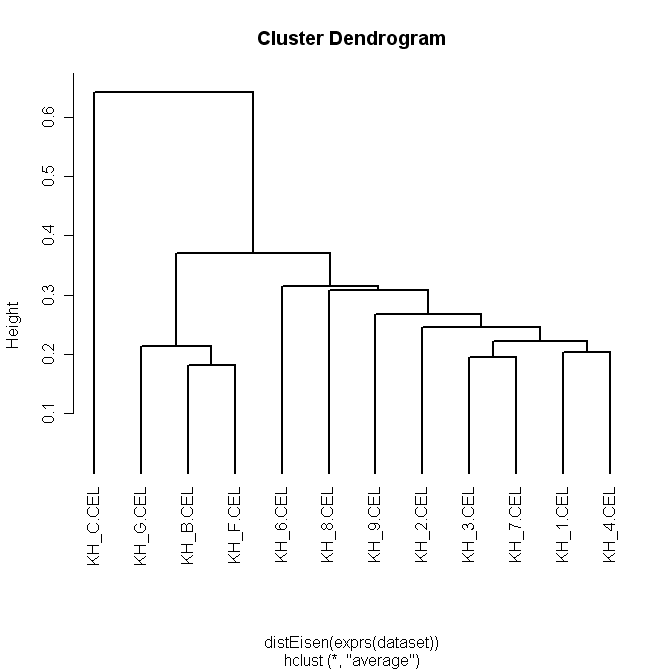 Cluster Dendrogram
Height
0.6
0.5
0.4
0.3
0.2
0.1
KH_C.CEL
KH_G.CEL
KH_B.CEL
KH_F.CEL
KH_6.CEL
KH_8.CEL
KH_9.CEL
KH_2.CEL
KH_3.CEL
KH_7.CEL
KH_1.CEL
KH_4.CEL
distEisen(exprs(dataset))
hclust (*, "average")